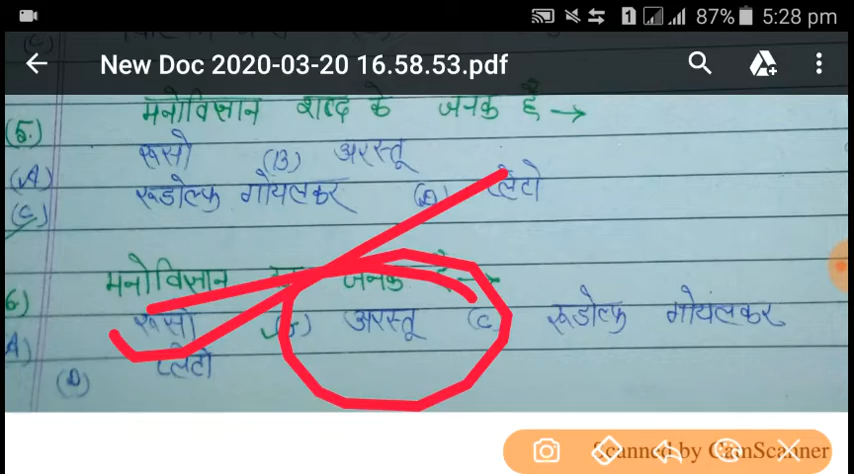 1 87% 5:28 pm
New Doc 2020-03-20 16.58.53.pdf
(5.) मनोविज्ञान शब्द के जनक है →
(A) रूसो (B) अरस्तू
(C) रूडोल्फ गोयलकर (D) प्लेटो
6) मनोविज्ञान जनक है →
A) रूसो अरस्तू (C) रूडोल्फ गोयलकर
(D) प्लेटो
Scanned by CamScanner